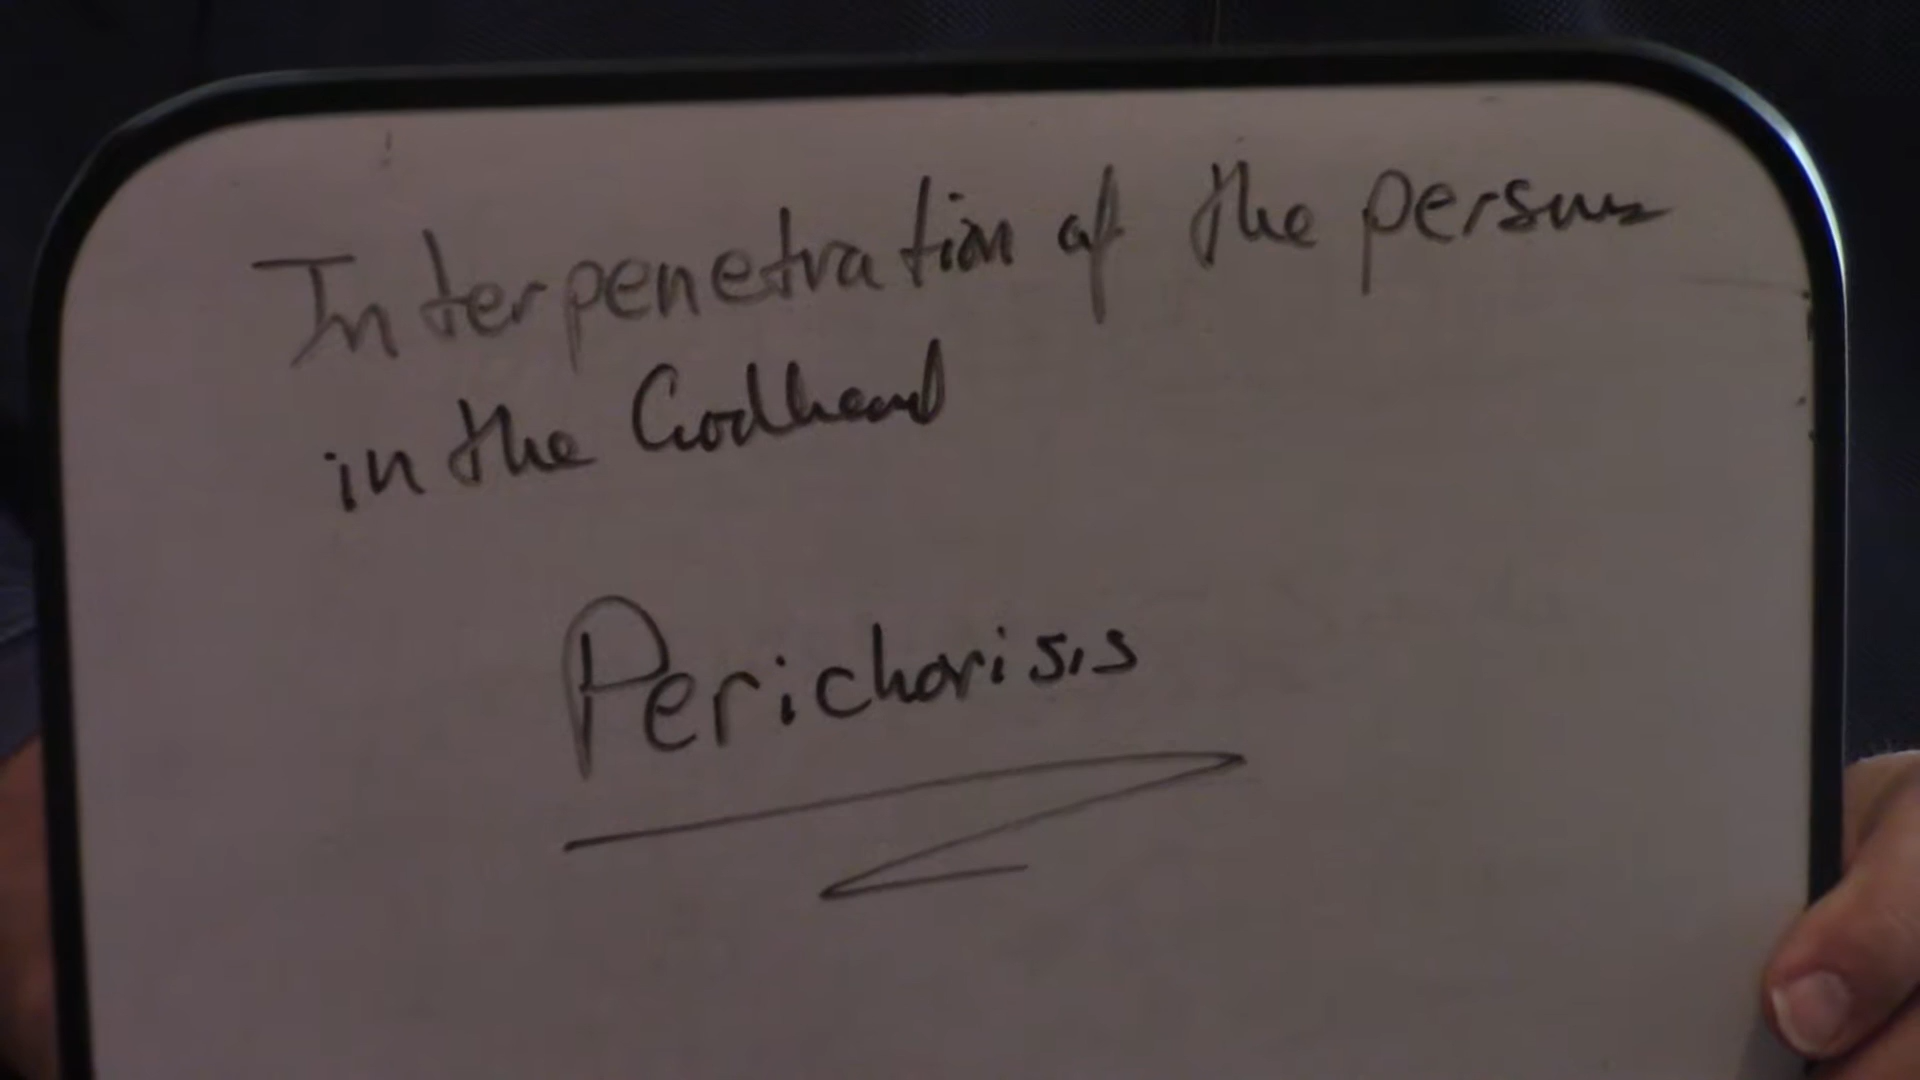 Interpenetration of the persons
in the Godhead
Perichorisis